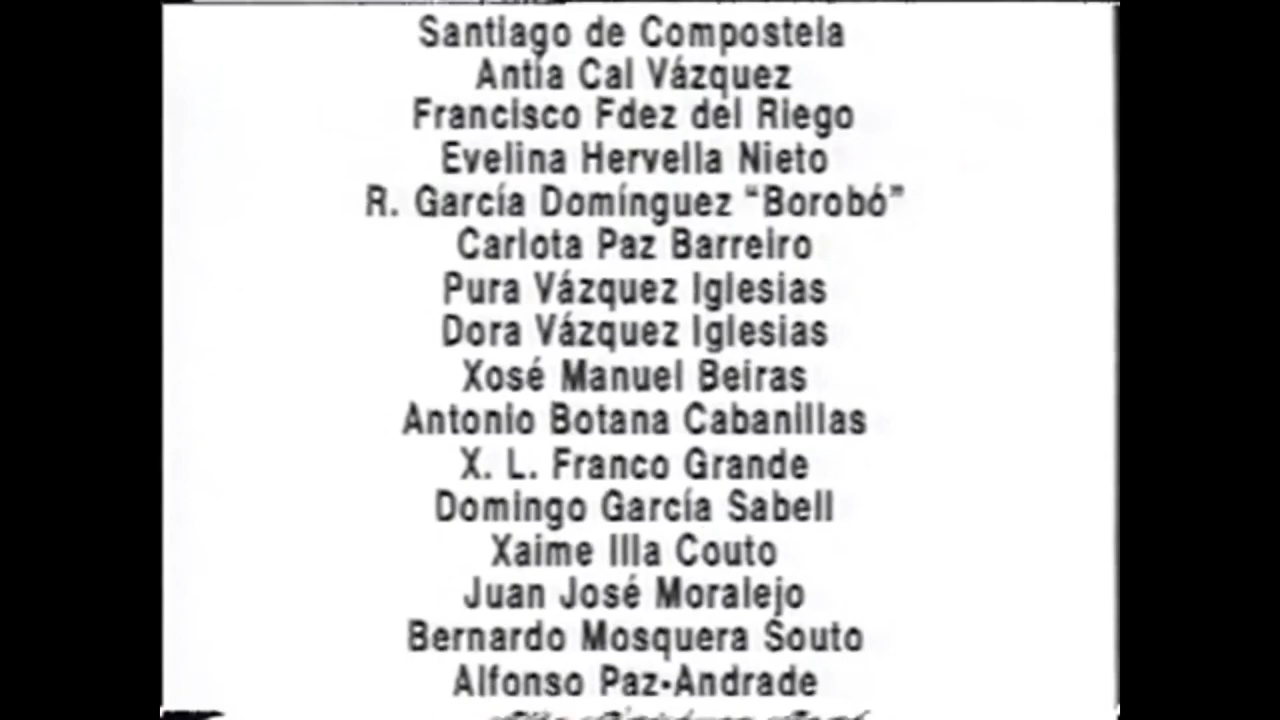 Santiago de Compostela
Antía Cal Vázquez
Francisco Fdez del Riego
Evelina Hervella Nieto
R. García Domínguez “Borobó”
Carlota Paz Barreiro
Pura Vázquez Iglesias
Dora Vázquez Iglesias
Xosé Manuel Beiras
Antonio Botana Cabanillas
X. L. Franco Grande
Domingo García Sabell
Xaime Illa Couto
Juan José Moralejo
Bernardo Mosquera Souto
Alfonso Paz-Andrade